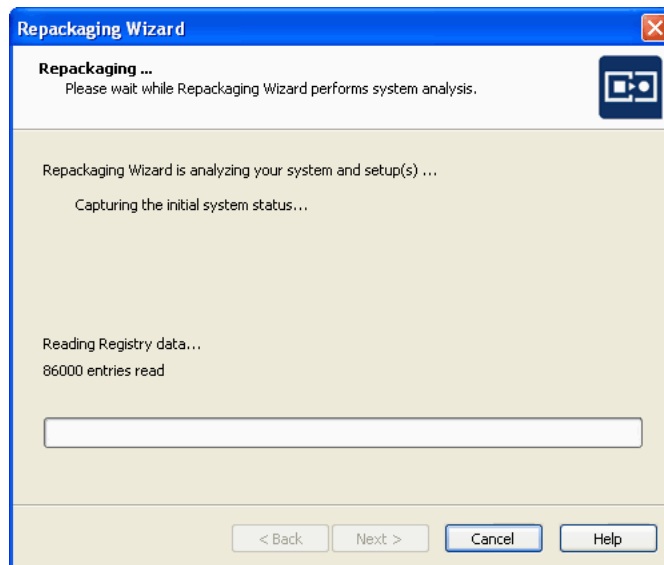 Repackaging Wizard
Repackaging ...
Please wait while Repackaging Wizard performs system analysis.
Repackaging Wizard is analyzing your system and setup(s) ...
Capturing the initial system status...
Reading Registry data...
86000 entries read
< Back
Next >
Cancel
Help